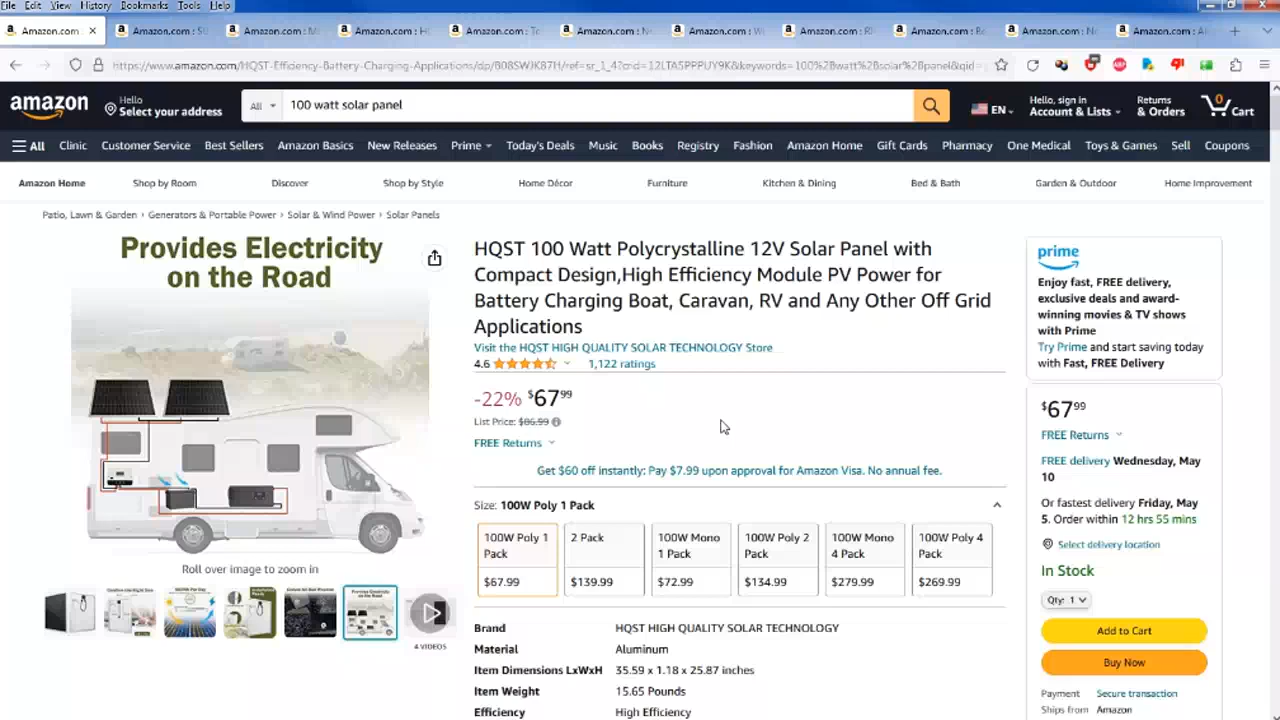 File Edit View History Bookmarks Tools Help
Amazon.com
Amazon.com
Amazon.com
Amazon.com
Amazon.com
Amazon.com
Amazon.com
Amazon.com
Amazon.com
Amazon.com
Amazon.com
amazon
Hello
Select your address
All
100 watt solar panel
EN
Hello, sign in
Account & Lists
Returns
& Orders
0
Cart
All Clinic Customer Service Best Sellers Amazon Basics New Releases Prime Today's Deals Music Books Registry Fashion Amazon Home Gift Cards Pharmacy One Medical Toys & Games Sell Coupons
Amazon Home Shop by Room Discover Shop by Style Home Décor Furniture Kitchen & Dining Bed & Bath Garden & Outdoor Home Improvement
Patio, Lawn & Garden › Generators & Portable Power › Solar & Wind Power › Solar Panels
Provides Electricity
on the Road
Roll over image to zoom in
4 VIDEOS
HQST 100 Watt Polycrystalline 12V Solar Panel with
Compact Design,High Efficiency Module PV Power for
Battery Charging Boat, Caravan, RV and Any Other Off Grid
Applications
Visit the HQST HIGH QUALITY SOLAR TECHNOLOGY Store
4.6 1,122 ratings
-22% $67.99
List Price: $86.99
FREE Returns
Get $60 off instantly: Pay $7.99 upon approval for Amazon Visa. No annual fee.
Size: 100W Poly 1 Pack
100W Poly 1
Pack
$67.99
2 Pack
$139.99
100W Mono
1 Pack
$72.99
100W Poly 2
Pack
$134.99
100W Mono
4 Pack
$279.99
100W Poly 4
Pack
$269.99
Brand HQST HIGH QUALITY SOLAR TECHNOLOGY
Material Aluminum
Item Dimensions LxWxH 35.59 x 1.18 x 25.87 inches
Item Weight 15.65 Pounds
Efficiency High Efficiency
prime
Enjoy fast, FREE delivery,
exclusive deals and award-
winning movies & TV shows
with Prime
Try Prime and start saving today
with Fast, FREE Delivery
$67.99
FREE Returns
FREE delivery Wednesday, May
10
Or fastest delivery Friday, May
5. Order within 12 hrs 55 mins
Select delivery location
In Stock
Qty: 1
Add to Cart
Buy Now
Payment Secure transaction
Ships from Amazon